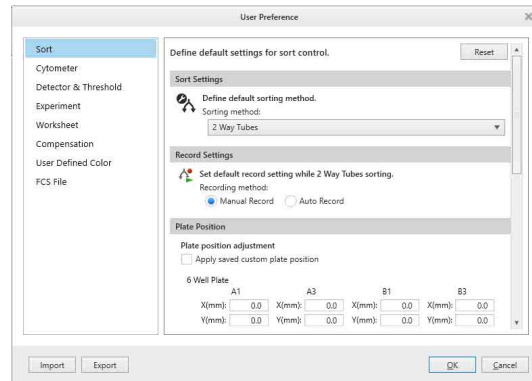 User Preference
Sort
Cytometer
Detector & Threshold
Experiment
Worksheet
Compensation
User Defined Color
FCS File
Define default settings for sort control.
Reset
Sort Settings
Define default sorting method.
Sorting method:
2 Way Tubes
Record Settings
Set default record setting while 2 Way Tubes sorting.
Recording method:
Manual Record Auto Record
Plate Position
Plate position adjustment
Apply saved custom plate position
6 Well Plate
A1 A3 B1 B3
X(mm): 0.0 X(mm): 0.0 X(mm): 0.0 X(mm): 0.0
Y(mm): 0.0 Y(mm): 0.0 Y(mm): 0.0 Y(mm): 0.0
Import Export OK Cancel